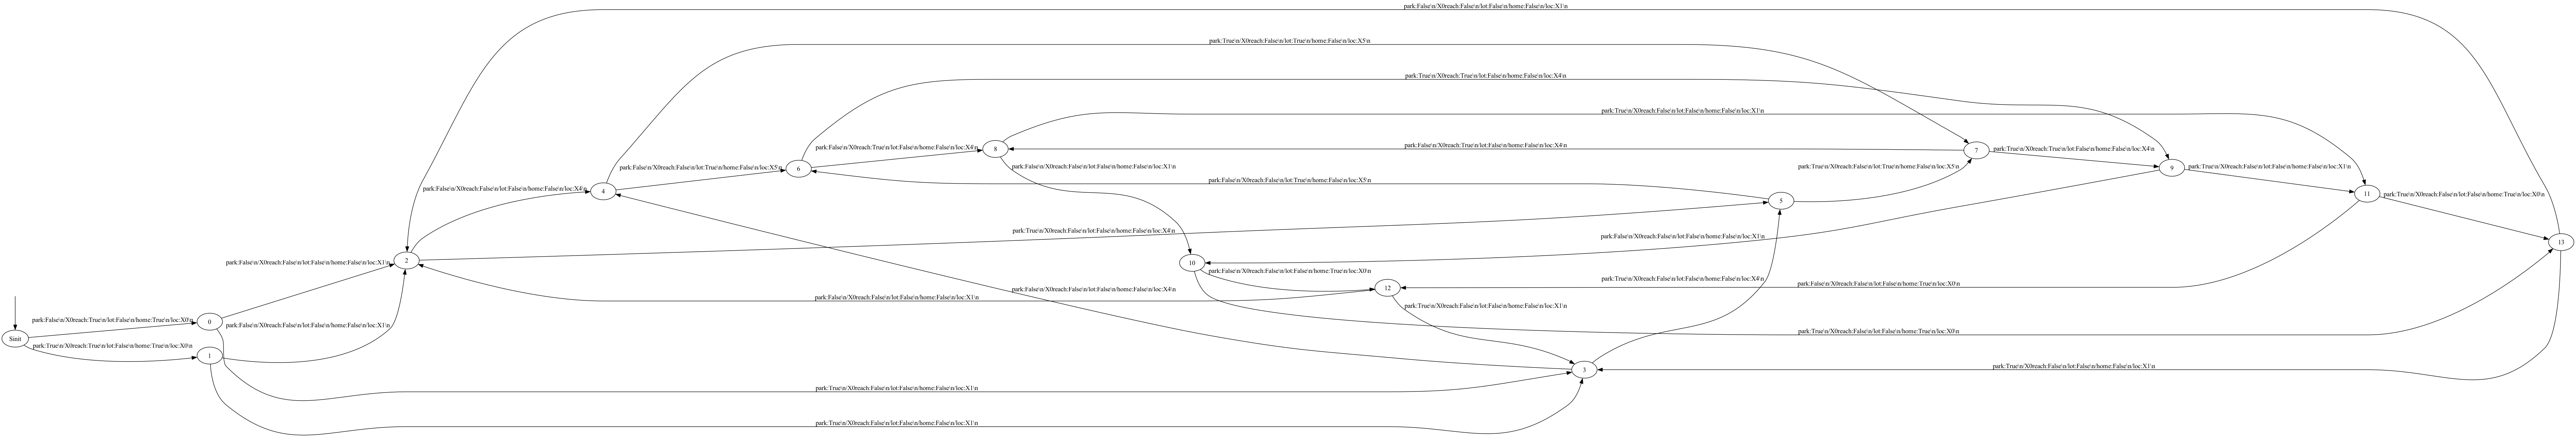 park:False\n/X0reach:False\n/lot:False\n/home:False\n/loc:X1\n
park:True\n/X0reach:False\n/lot:True\n/home:False\n/loc:X5\n
park:True\n/X0reach:True\n/lot:False\n/home:False\n/loc:X4\n
park:True\n/X0reach:False\n/lot:False\n/home:False\n/loc:X1\n
park:False\n/X0reach:True\n/lot:False\n/home:False\n/loc:X4\n
8
park:False\n/X0reach:True\n/lot:False\n/home:False\n/loc:X4\n
7
park:True\n/X0reach:True\n/lot:False\n/home:False\n/loc:X4\n
park:False\n/X0reach:False\n/lot:True\n/home:False\n/loc:X5\n
6
park:False\n/X0reach:False\n/lot:False\n/home:False\n/loc:X1\n
park:True\n/X0reach:False\n/lot:True\n/home:False\n/loc:X5\n
9
park:True\n/X0reach:False\n/lot:False\n/home:False\n/loc:X1\n
park:False\n/X0reach:False\n/lot:False\n/home:False\n/loc:X4\n
4
park:False\n/X0reach:False\n/lot:True\n/home:False\n/loc:X5\n
5
11
park:True\n/X0reach:False\n/lot:False\n/home:True\n/loc:X0\n
park:True\n/X0reach:False\n/lot:False\n/home:False\n/loc:X4\n
park:False\n/X0reach:False\n/lot:False\n/home:False\n/loc:X1\n
13
park:False\n/X0reach:False\n/lot:False\n/home:False\n/loc:X1\n
2
10
park:False\n/X0reach:False\n/lot:False\n/home:True\n/loc:X0\n
park:True\n/X0reach:False\n/lot:False\n/home:False\n/loc:X4\n
park:False\n/X0reach:False\n/lot:False\n/home:True\n/loc:X0\n
park:False\n/X0reach:False\n/lot:False\n/home:False\n/loc:X4\n
12
park:False\n/X0reach:False\n/lot:False\n/home:False\n/loc:X1\n
park:True\n/X0reach:False\n/lot:False\n/home:False\n/loc:X1\n
park:False\n/X0reach:True\n/lot:False\n/home:True\n/loc:X0\n
0
park:False\n/X0reach:False\n/lot:False\n/home:False\n/loc:X1\n
park:True\n/X0reach:False\n/lot:False\n/home:True\n/loc:X0\n
Sinit
park:True\n/X0reach:True\n/lot:False\n/home:True\n/loc:X0\n
1
3
park:True\n/X0reach:False\n/lot:False\n/home:False\n/loc:X1\n
park:True\n/X0reach:False\n/lot:False\n/home:False\n/loc:X1\n
park:True\n/X0reach:False\n/lot:False\n/home:False\n/loc:X1\n